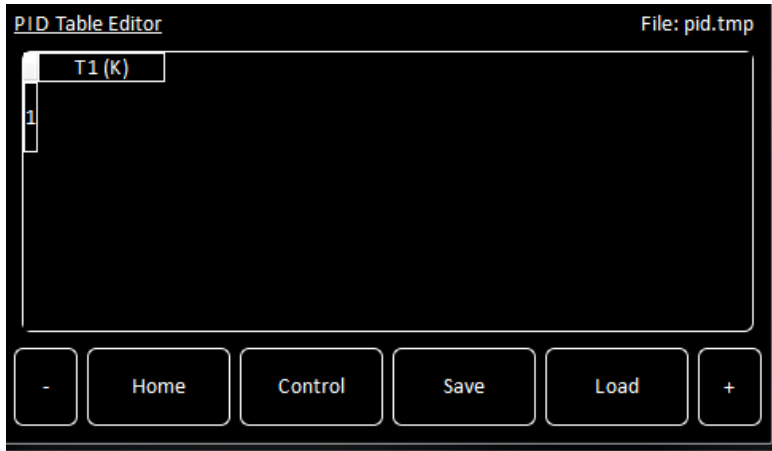 PID Table Editor File: pid.tmp
T1 (K)
1
- Home Control Save Load +